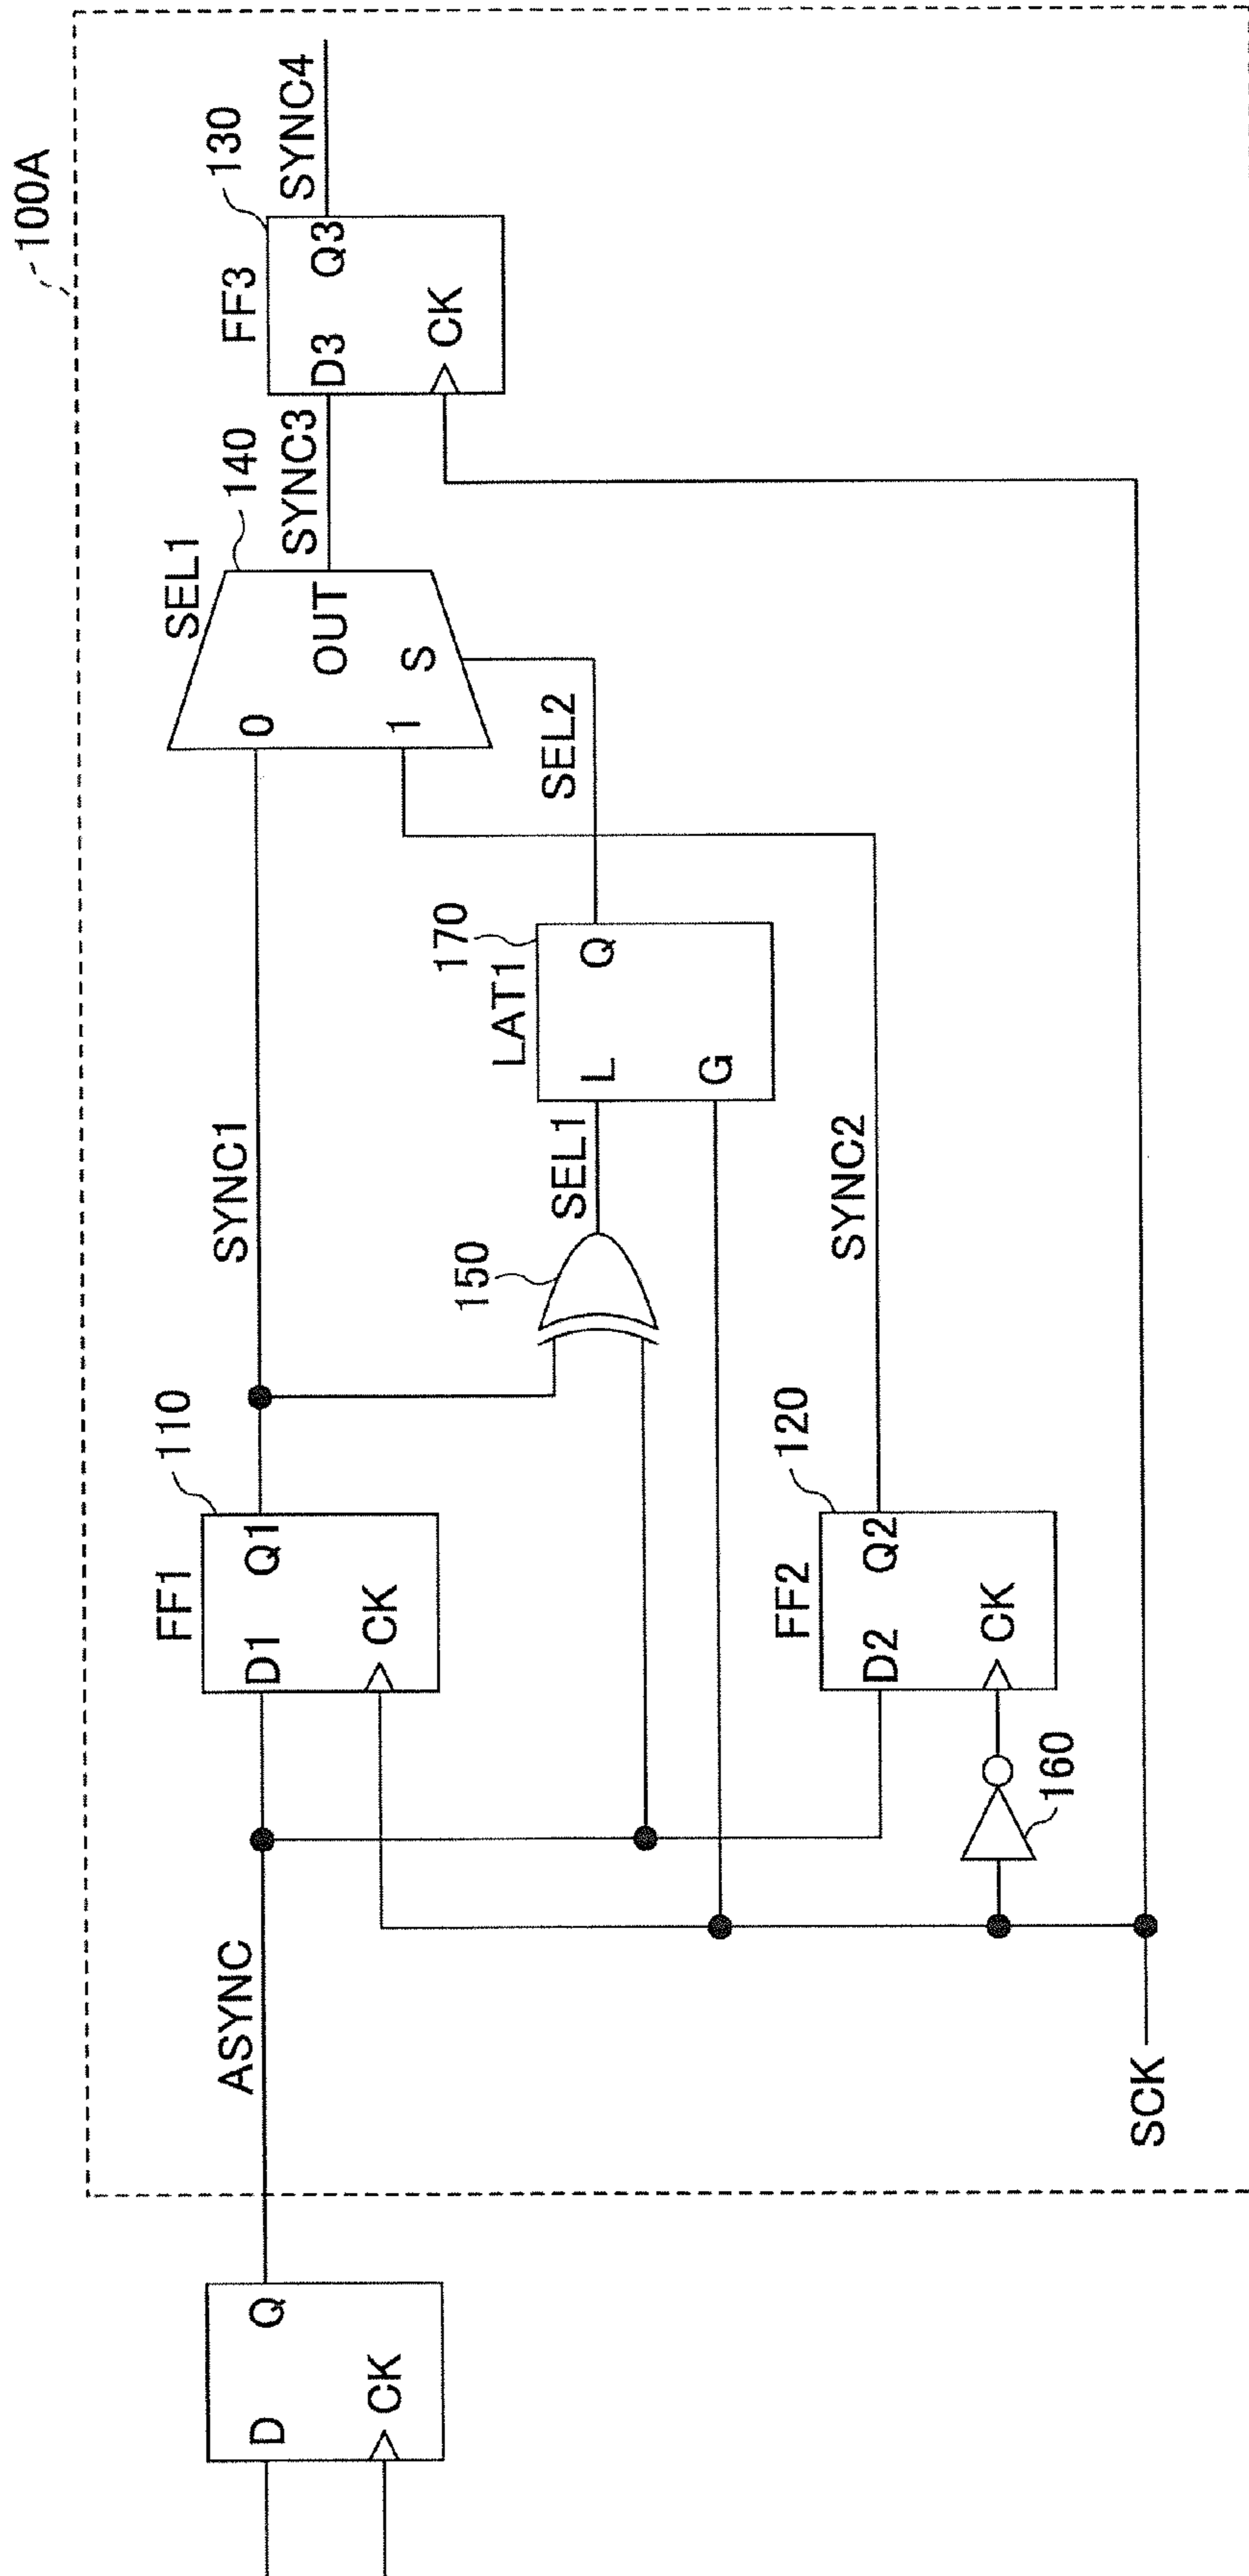 100A
D
Q
CK
ASYNC
SCK
FF1
110
D1
Q1
CK
SYNC1
150
SEL1
FF2
120
D2
Q2
CK
160
SYNC2
LAT1
170
L
Q
G
SEL2
SEL1
140
0
1
OUT
S
SYNC3
FF3
130
D3
Q3
CK
SYNC4